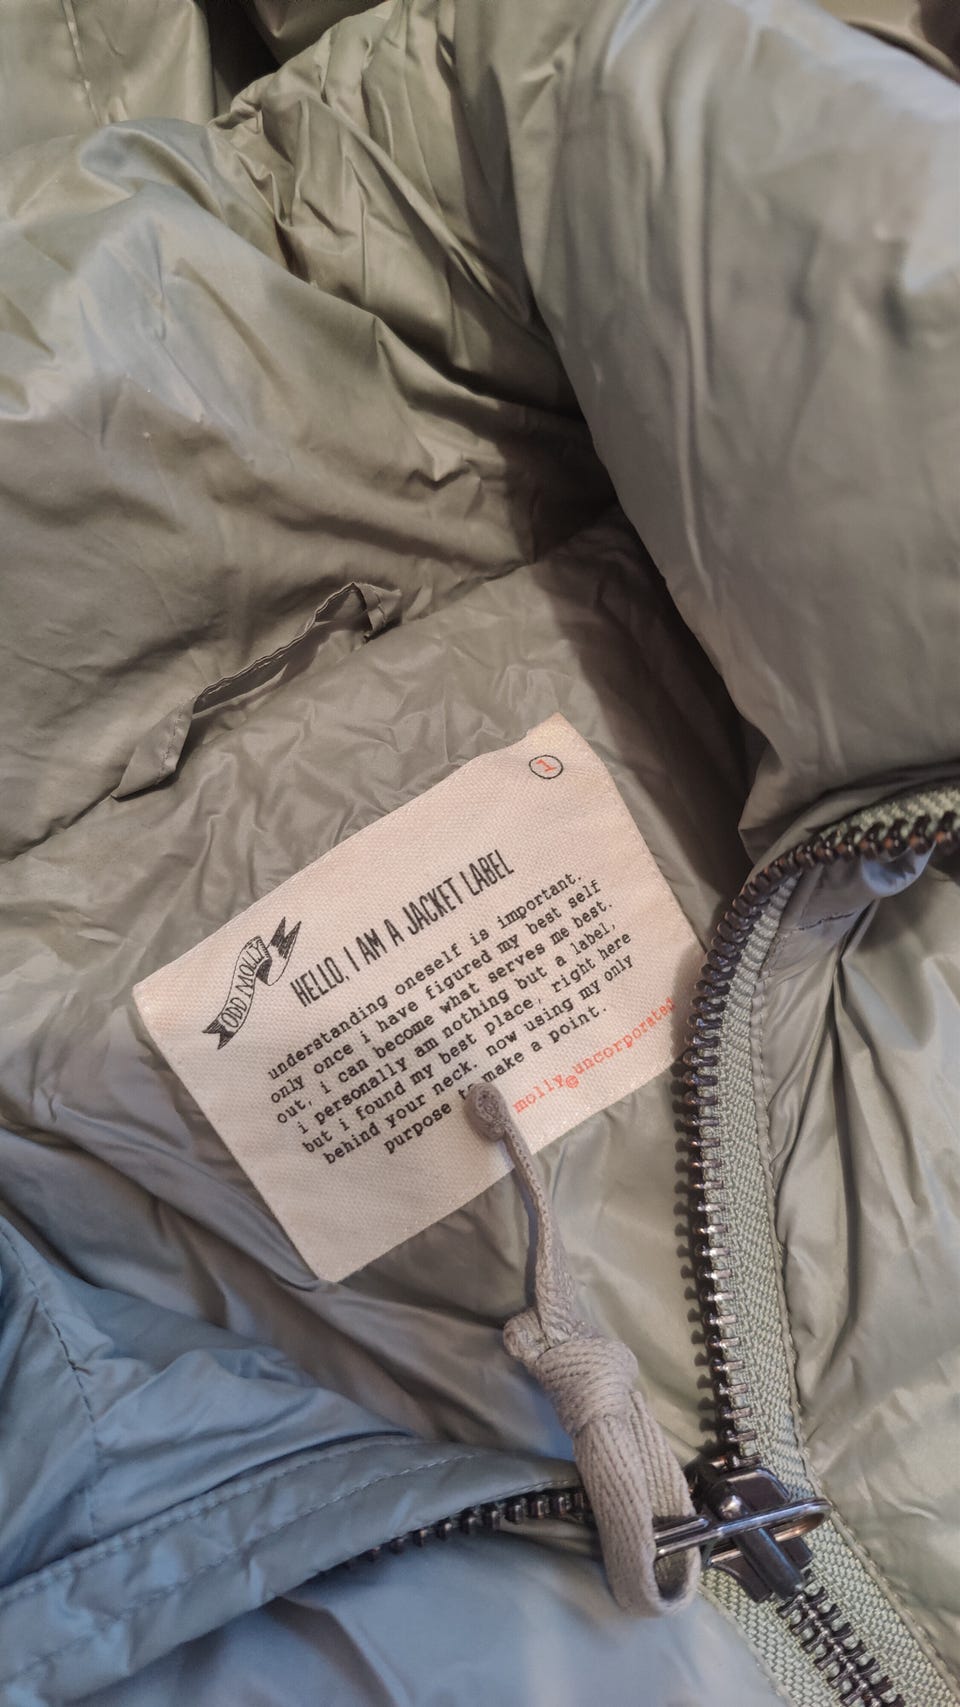 1
ODD MOLLY
HELLO, I AM A JACKET LABEL
understanding oneself is important.
only once i have figured my best self
out, i can become what serves me best.
i personally am nothing but a label,
but i found my best place, right here
behind your neck. now using my only
purpose to make a point.
molly@uncorporated